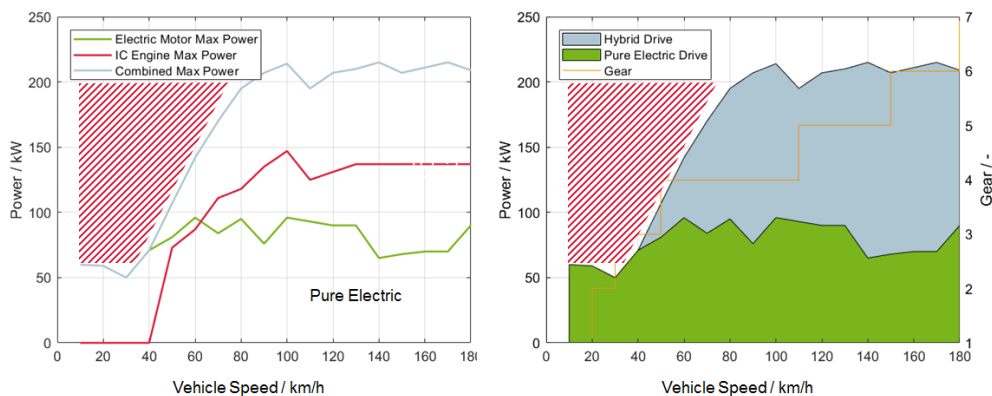 250
200
150
100
50
0
Power / kW
Electric Motor Max Power
IC Engine Max Power
Combined Max Power
Pure Electric
0 20 40 60 80 100 120 140 160 180
Vehicle Speed / km/h
250
200
150
100
50
0
Power / kW
Hybrid Drive
Pure Electric Drive
Gear
7
6
5
4
3
2
1
Gear / -
0 20 40 60 80 100 120 140 160 180
Vehicle Speed / km/h